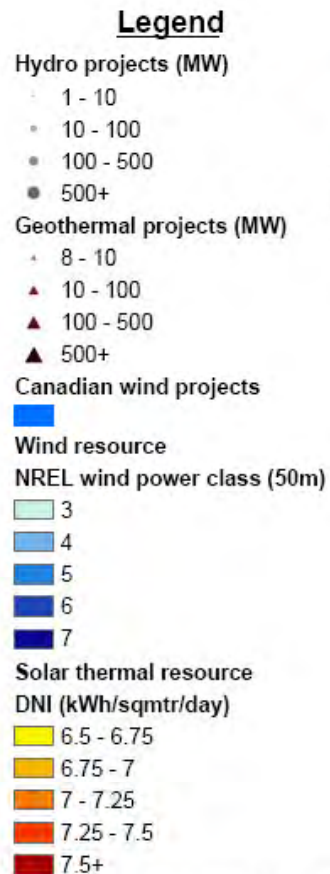 Legend
Hydro projects (MW)
1 - 10
10 - 100
100 - 500
500+
Geothermal projects (MW)
8 - 10
10 - 100
100 - 500
500+
Canadian wind projects
Wind resource
NREL wind power class (50m)
3
4
5
6
7
Solar thermal resource
DNI (kWh/sqmtr/day)
6.5 - 6.75
6.75 - 7
7 - 7.25
7.25 - 7.5
7.5+